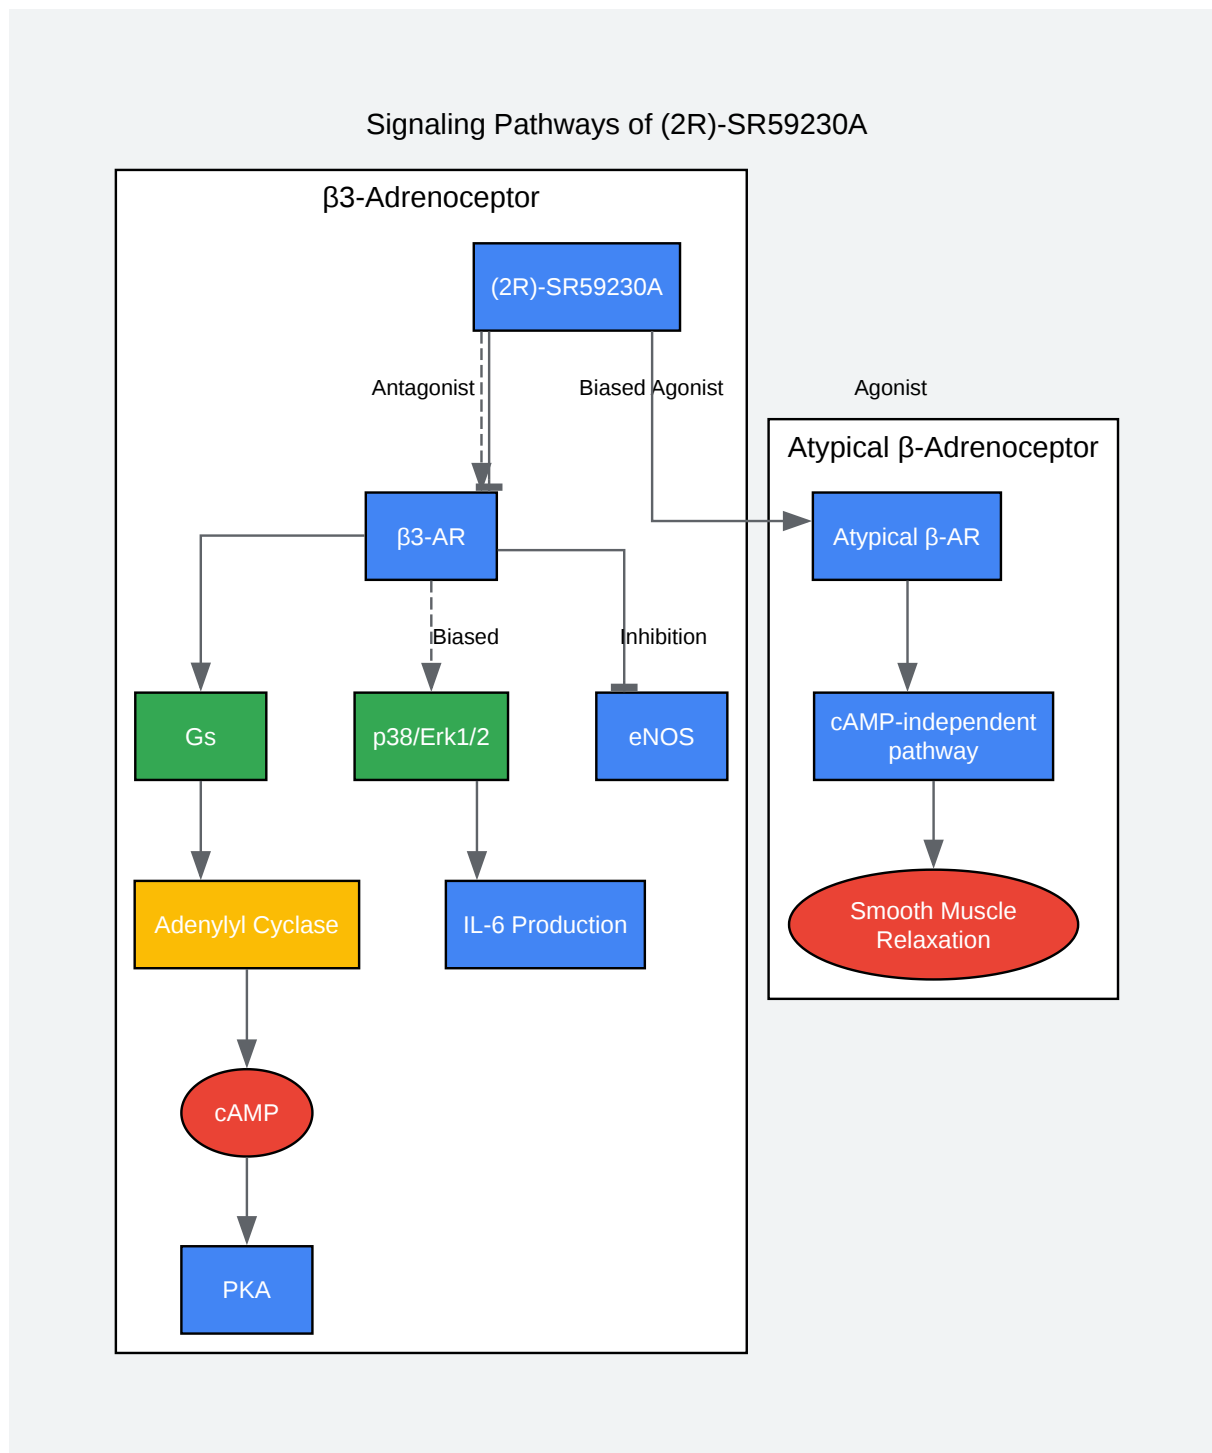 Signaling Pathways of (2R)-SR59230A
β3-Adrenoceptor
(2R)-SR59230A
Antagonist
Biased Agonist
Agonist
Atypical β-Adrenoceptor
β3-AR
Atypical β-AR
Biased
Inhibition
Gs
p38/Erk1/2
eNOS
cAMP-independent
pathway
Adenylyl Cyclase
IL-6 Production
Smooth Muscle
Relaxation
cAMP
PKA